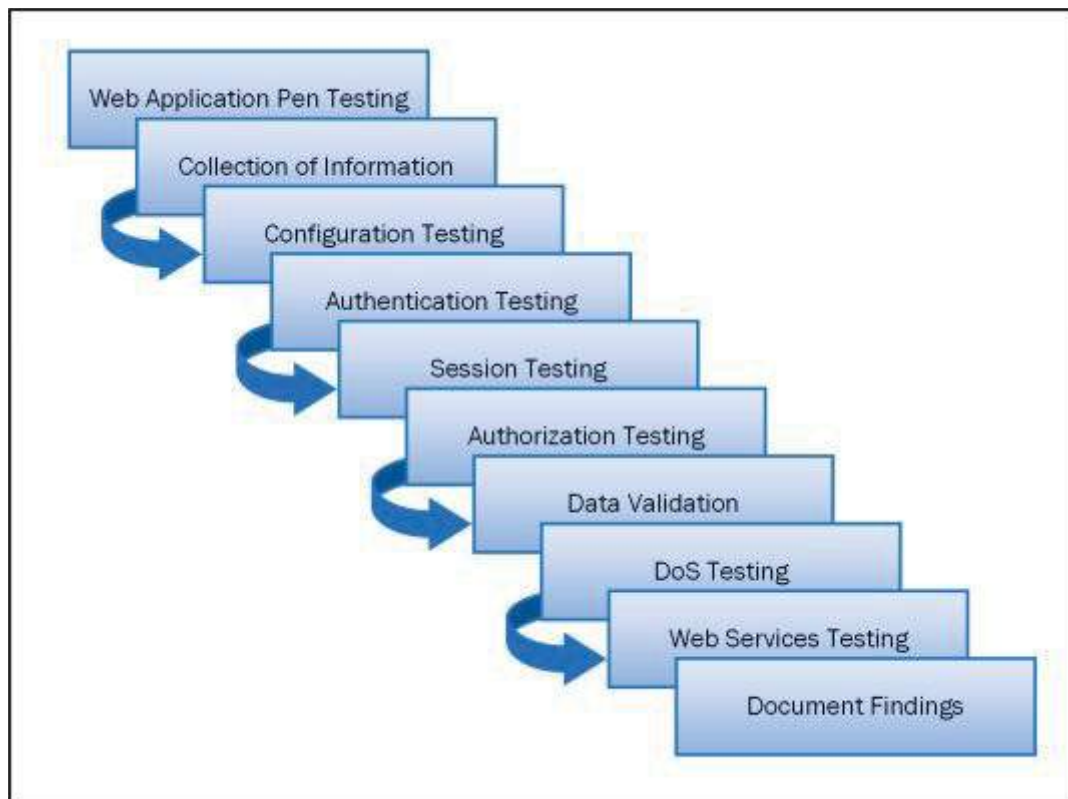 Web Application Pen Testing
Collection of Information
Configuration Testing
Authentication Testing
Session Testing
Authorization Testing
Data Validation
DoS Testing
Web Services Testing
Document Findings